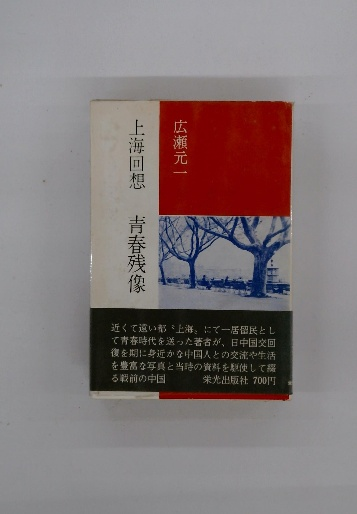 広瀬元一
上海回想 青春残像
近くて遠い都〝上海〟にて一居留民とし
て青春時代を送った著者が、日中国交回
復を期に身近かな中国人との交流や生活
を豊富な写真と当時の資料を駆使して綴
る戦前の中国 栄光出版社 700円